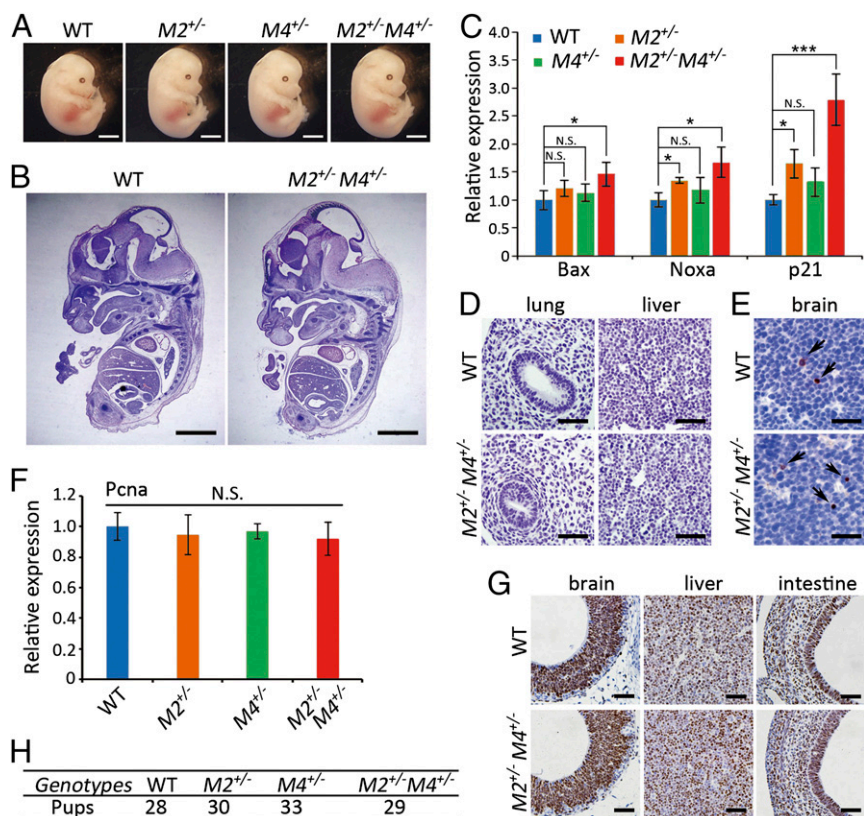 A
WT M2+/- M4+/- M2+/-M4+/-
B
WT M2+/- M4+/-
C
WT M2+/-
M4+/- M2+/-M4+/-
Relative expression
4.0
3.5
3.0
2.5
2.0
1.5
1.0
0.5
0
N.S. N.S. *
* N.S. *
* N.S. ***
Bax Noxa p21
D
lung liver
WT
M2+/- M4+/-
E
brain
WT
M2+/- M4+/-
F
Pcna
N.S.
Relative expression
1.2
1.0
0.8
0.6
0.4
0.2
0
WT M2+/- M4+/- M2+/- M4+/-
G
brain liver intestine
WT
M2+/- M4+/-
H
Genotypes WT M2+/- M4+/- M2+/-M4+/-
Pups 28 30 33 29